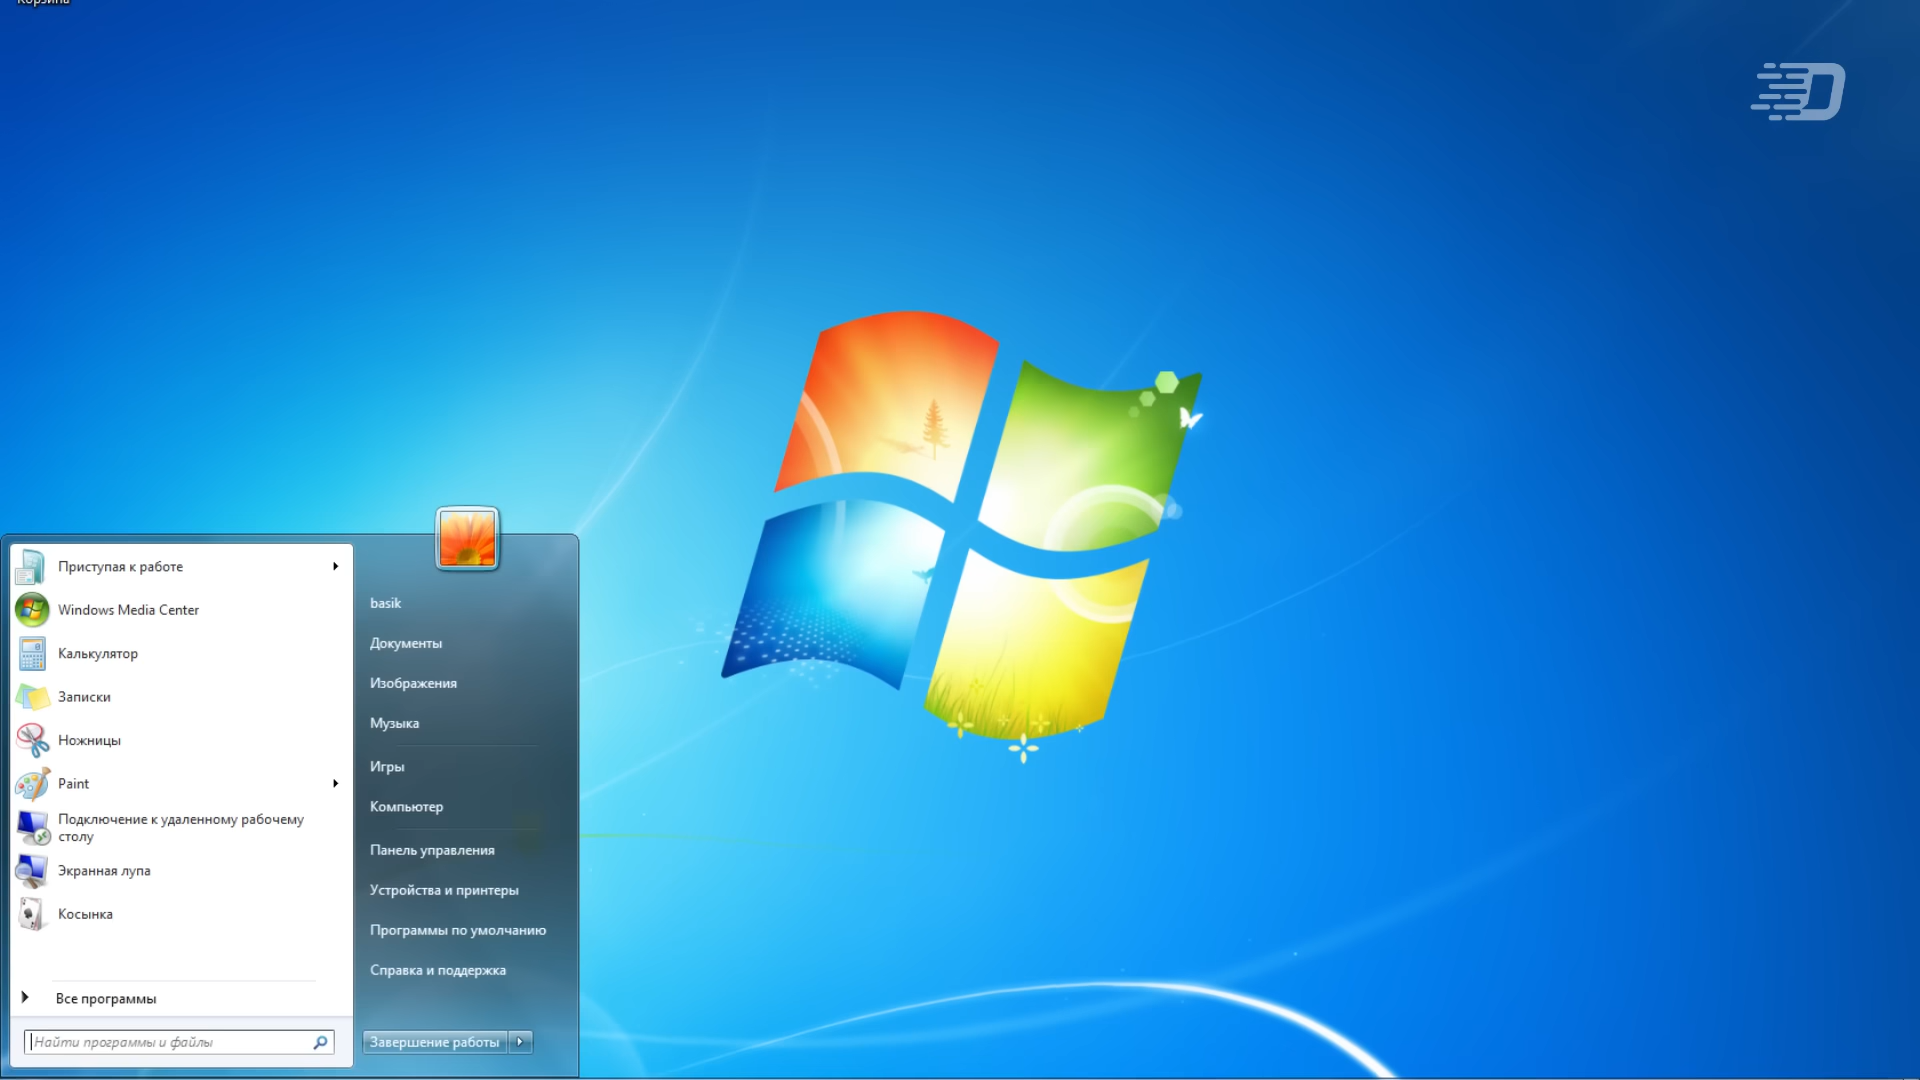 Корзина
Приступая к работе
Windows Media Center
Калькулятор
Записки
Ножницы
Paint
Подключение к удаленному рабочему
столу
Экранная лупа
Косынка
Все программы
Найти программы и файлы
basik
Документы
Изображения
Музыка
Игры
Компьютер
Панель управления
Устройства и принтеры
Программы по умолчанию
Справка и поддержка
Завершение работы
D